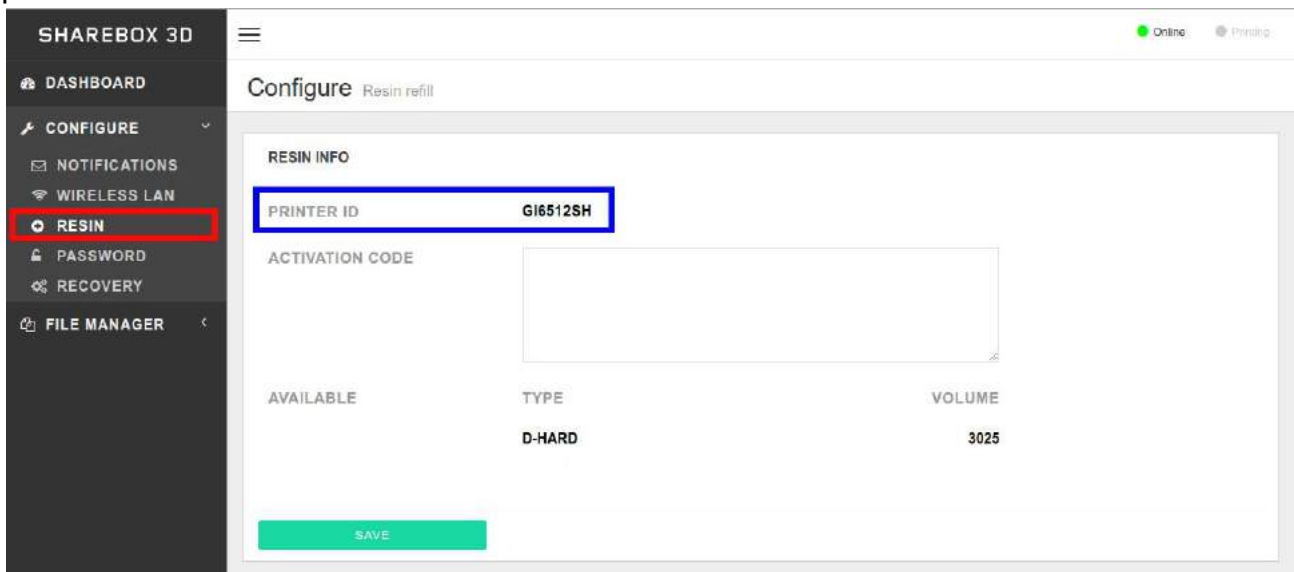 SHAREBOX 3D
Online Printing
DASHBOARD
Configure Resin refill
CONFIGURE
NOTIFICATIONS
WIRELESS LAN
RESIN
PASSWORD
RECOVERY
FILE MANAGER
RESIN INFO
PRINTER ID GI6512SH
ACTIVATION CODE
AVAILABLE TYPE VOLUME
D-HARD 3025
SAVE